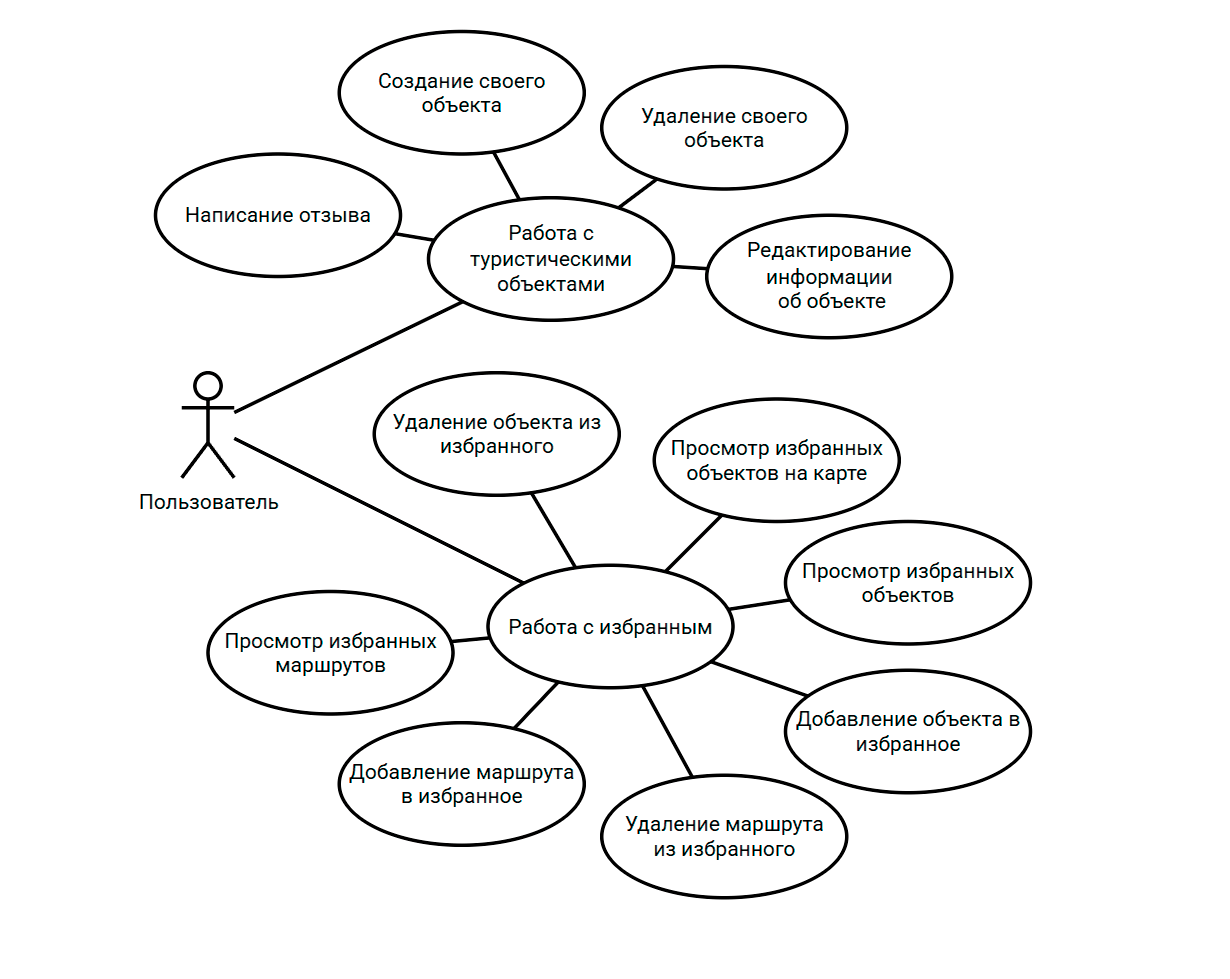 Создание своего
объекта
Удаление своего
объекта
Написание отзыва
Работа с
туристическими
объектами
Редактирование
информации
об объекте
Пользователь
Удаление объекта из
избранного
Просмотр избранных
объектов на карте
Просмотр избранных
объектов
Работа с избранным
Просмотр избранных
маршрутов
Добавление объекта в
избранное
Добавление маршрута
в избранное
Удаление маршрута
из избранного